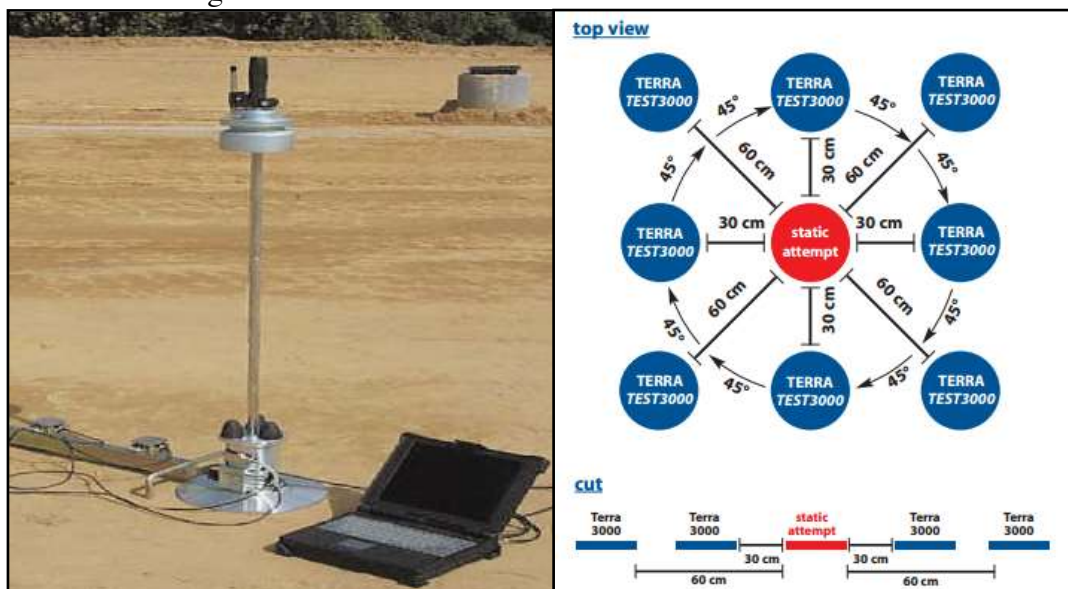 top view
TERRA
TEST3000
TERRA
TEST3000
TERRA
TEST3000
45°
45°
60 cm
30 cm
60 cm
45°
45°
TERRA
TEST3000
30 cm
static
attempt
30 cm
TERRA
TEST3000
60 cm
30 cm
60 cm
45°
45°
45°
45°
TERRA
TEST3000
TERRA
TEST3000
TERRA
TEST3000
cut
Terra
3000
Terra
3000
static
attempt
Terra
3000
Terra
3000
30 cm
30 cm
60 cm
60 cm